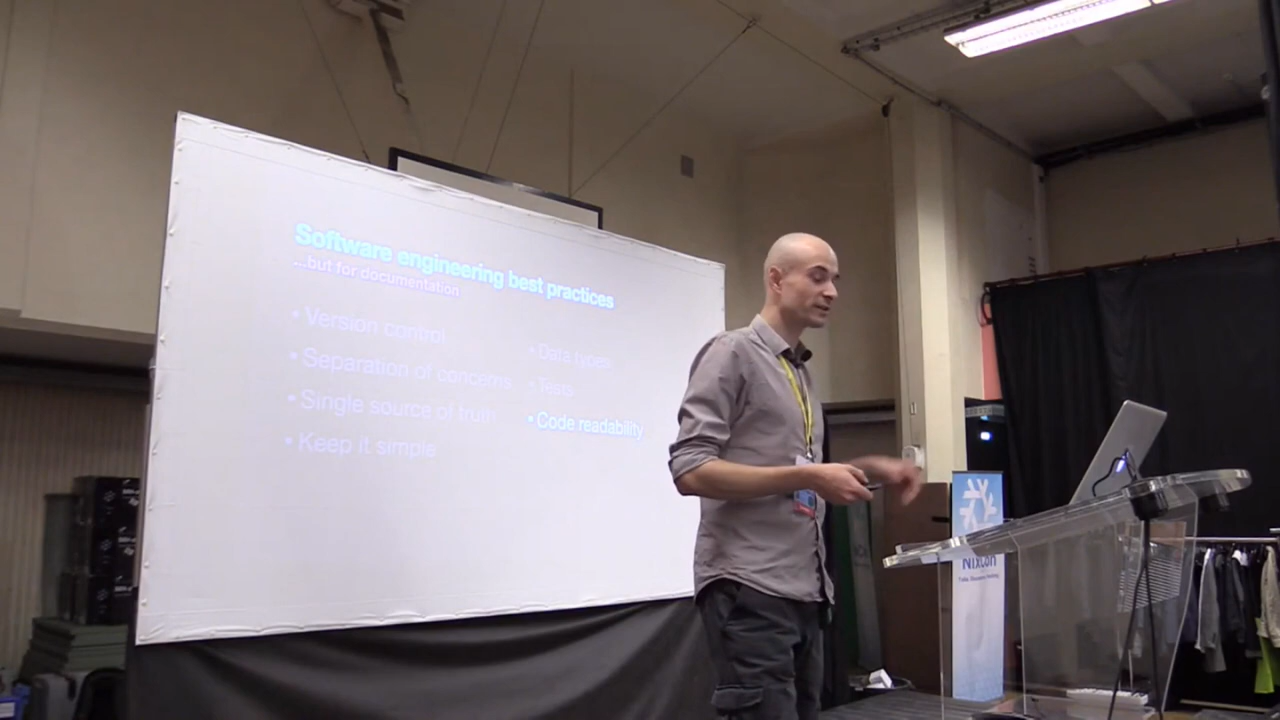 Software engineering best practices
...but for documentation
• Version control
• Separation of concerns
• Single source of truth
• Keep it simple
• Data types
• Tests
• Code readability
NixCon